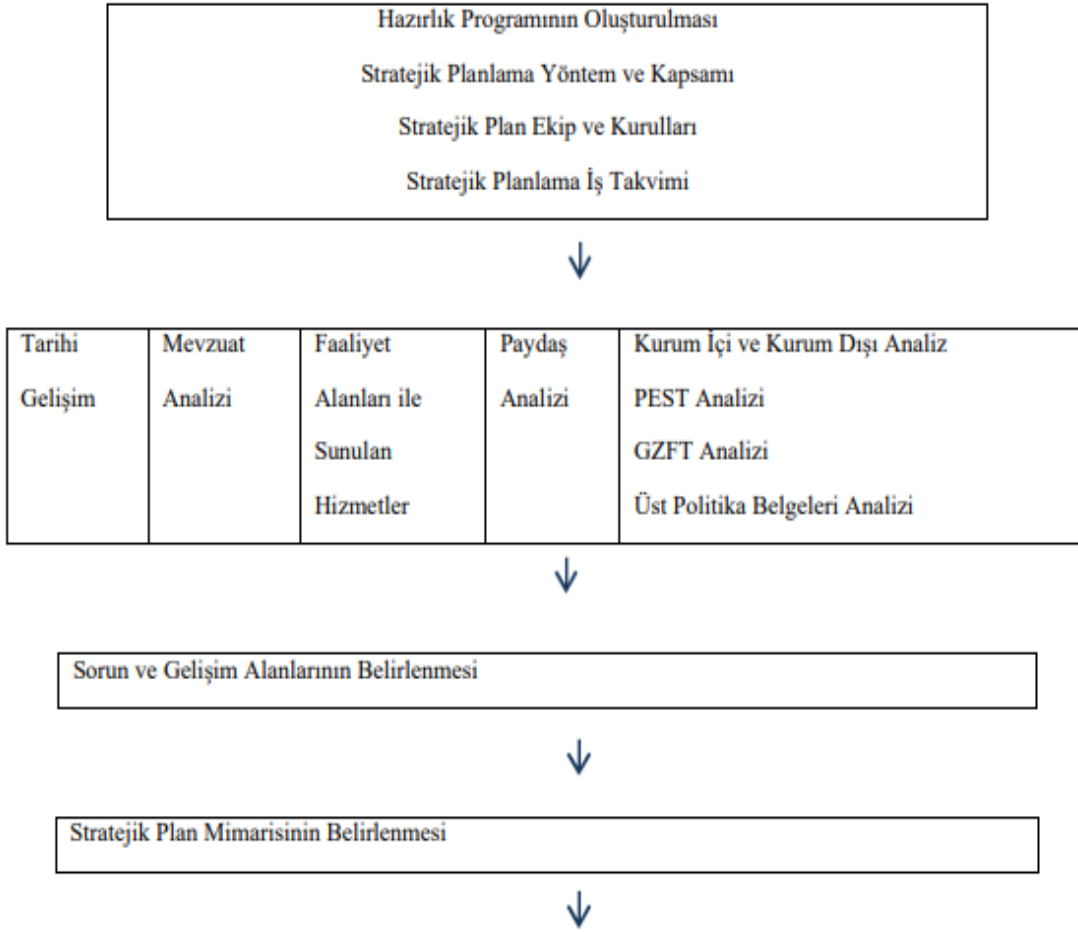 Hazırlık Programının Oluşturulması
Stratejik Planlama Yöntem ve Kapsamı
Stratejik Plan Ekip ve Kurulları
Stratejik Planlama İş Takvimi
Tarihi
Gelişim
Mevzuat
Analizi
Faaliyet
Alanları ile
Sunulan
Hizmetler
Paydaş
Analizi
Kurum İçi ve Kurum Dışı Analiz
PEST Analizi
GZFT Analizi
Üst Politika Belgeleri Analizi
Sorun ve Gelişim Alanlarının Belirlenmesi
Stratejik Plan Mimarisinin Belirlenmesi